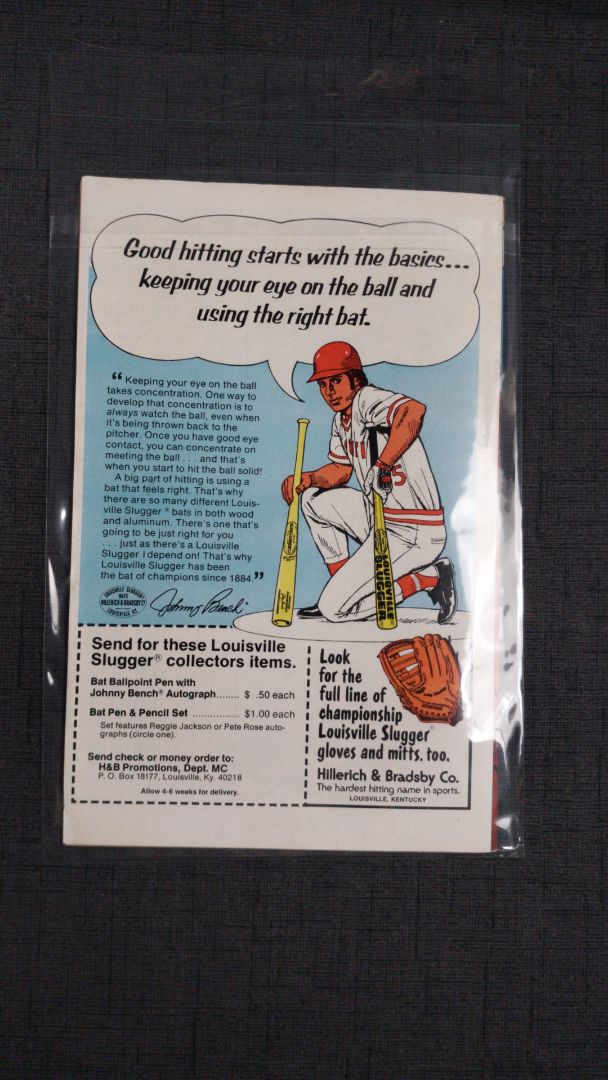 Good hitting starts with the basics...
keeping your eye on the ball and
using the right bat.
“ Keeping your eye on the ball
takes concentration. One way to
develop that concentration is to
always watch the ball, even when
it's being thrown back to the
pitcher. Once you have good eye
contact, you can concentrate on
meeting the ball . . . and that's
when you start to hit the ball solid!
A big part of hitting is using a
bat that feels right. That's why
there are so many different Louis-
ville Slugger® bats in both wood
and aluminum. There's one that's
going to be just right for you
. . . just as there's a Louisville
Slugger I depend on! That's why
Louisville Slugger has been
the bat of champions since 1884.”
LOUISVILLE SLUGGER®
BATS
HILLERICH & BRADSBY Co
LOUISVILLE, KY.
Johnny Bench
5
SLUGGER
Send for these Louisville
Slugger® collectors items.
Bat Ballpoint Pen with
Johnny Bench® Autograph........ $ .50 each
Bat Pen & Pencil Set ................ $1.00 each
Set features Reggie Jackson or Pete Rose auto-
graphs (circle one).
Send check or money order to:
H&B Promotions, Dept. MC
P. O. Box 18177, Louisville, Ky. 40218
Allow 4-6 weeks for delivery.
Look
for the
full line of
championship
Louisville Slugger®
gloves and mitts, too.
Hillerich & Bradsby Co.
The hardest hitting name in sports.
LOUISVILLE, KENTUCKY